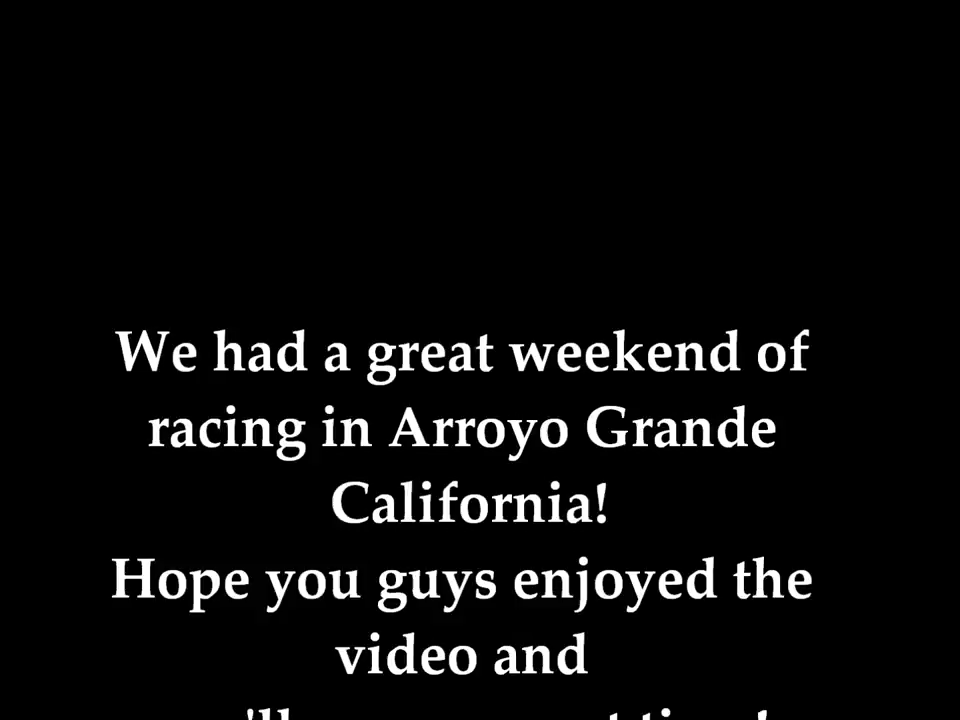 We had a great weekend of
racing in Arroyo Grande
California!
Hope you guys enjoyed the
video and